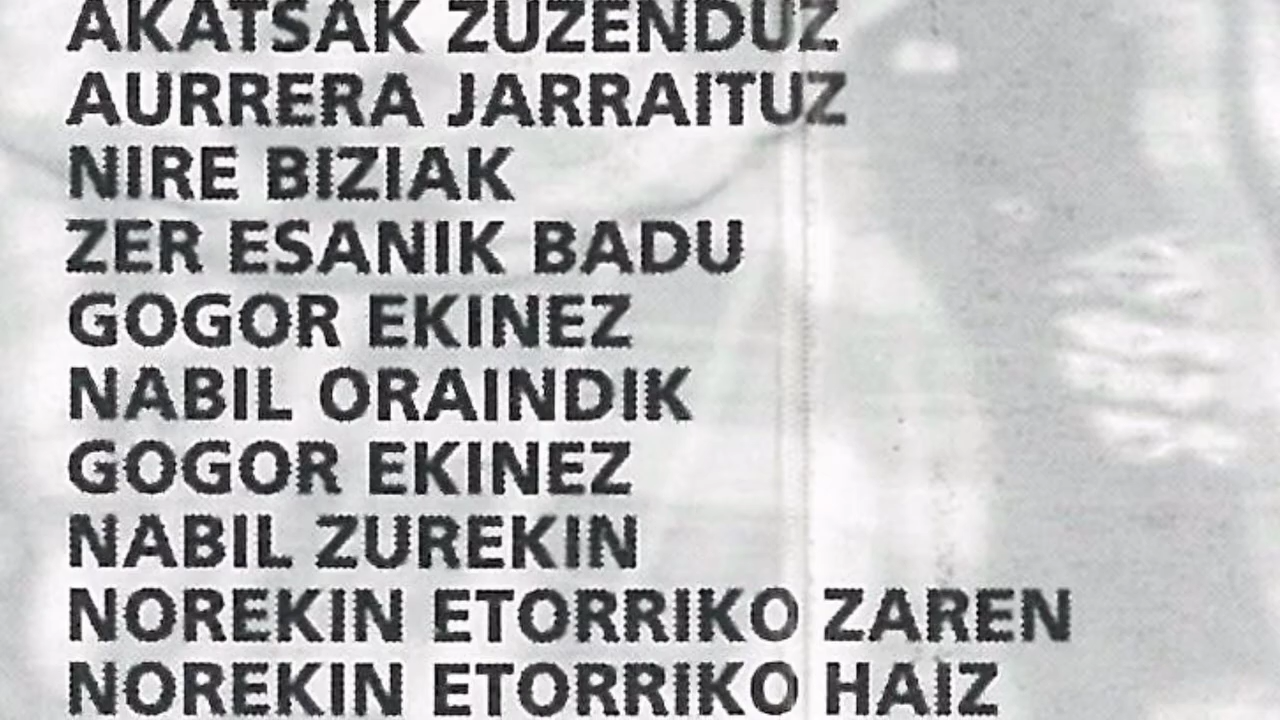 AKATSAK ZUZENDUZ
AURRERA JARRAITUZ
NIRE BIZIAK
ZER ESANIK BADU
GOGOR EKINEZ
NABIL ORAINDIK
GOGOR EKINEZ
NABIL ZUREKIN
NOREKIN ETORRIKO ZAREN
NOREKIN ETORRIKO HAIZ